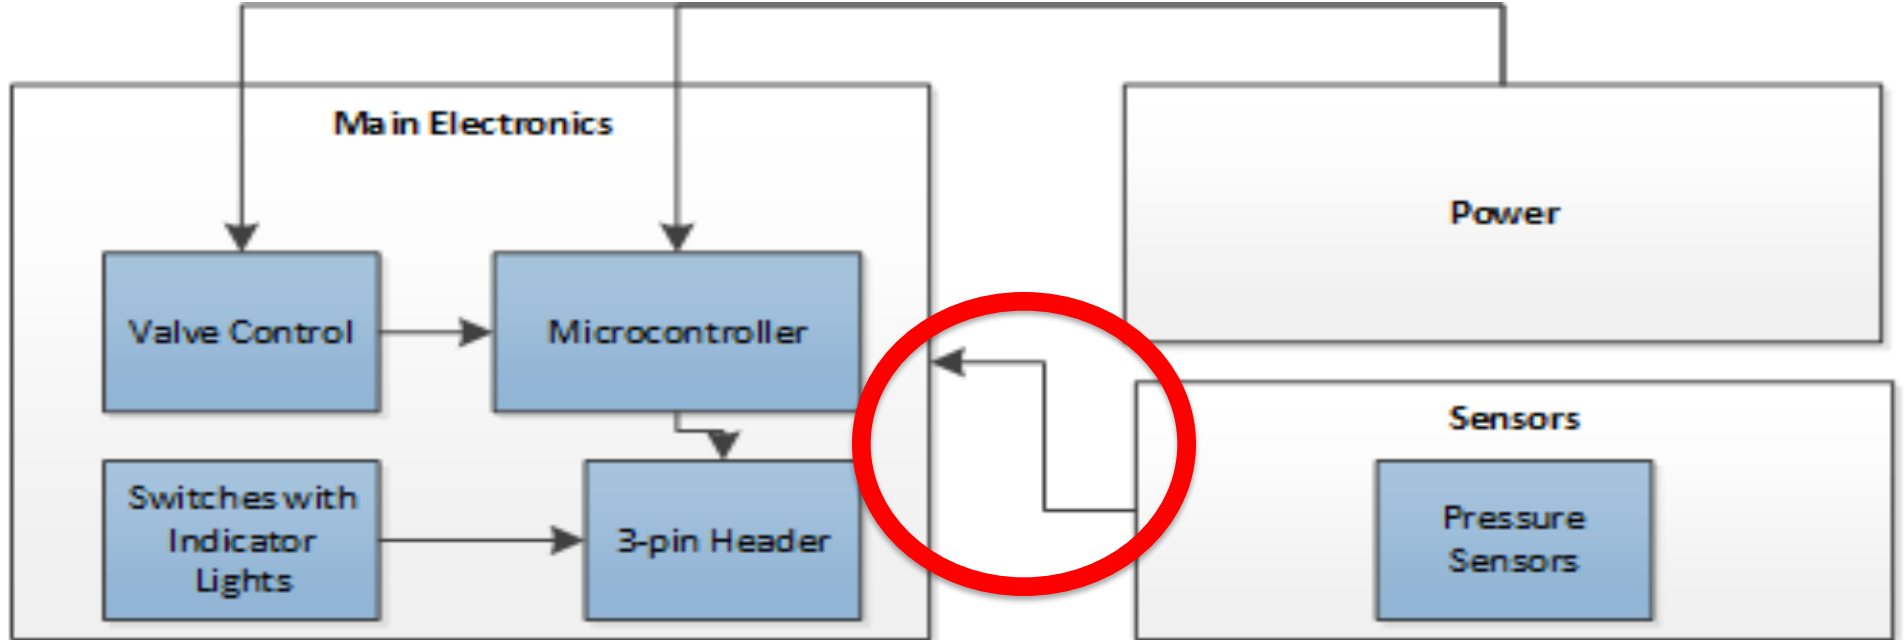 Main Electronics
Power
Valve Control
Microcontroller
Sensors
Switches with
Indicator
Lights
3-pin Header
Pressure
Sensors